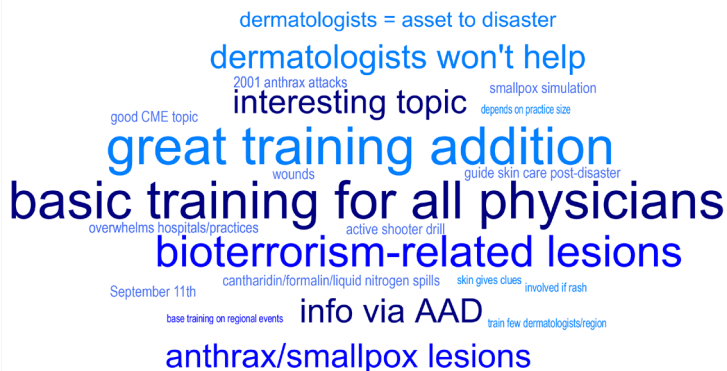 dermatologists = asset to disaster
dermatologists won't help
2001 anthrax attacks
smallpox simulation
interesting topic
depends on practice size
good CME topic
great training addition
wounds
guide skin care post-disaster
basic training for all physicians
overwhelms hospitals/practices
active shooter drill
bioterrorism-related lesions
cantharidin/formalin/liquid nitrogen spills
skin gives clues
involved if rash
September 11th
info via AAD
base training on regional events
train few dermatologists/region
anthrax/smallpox lesions